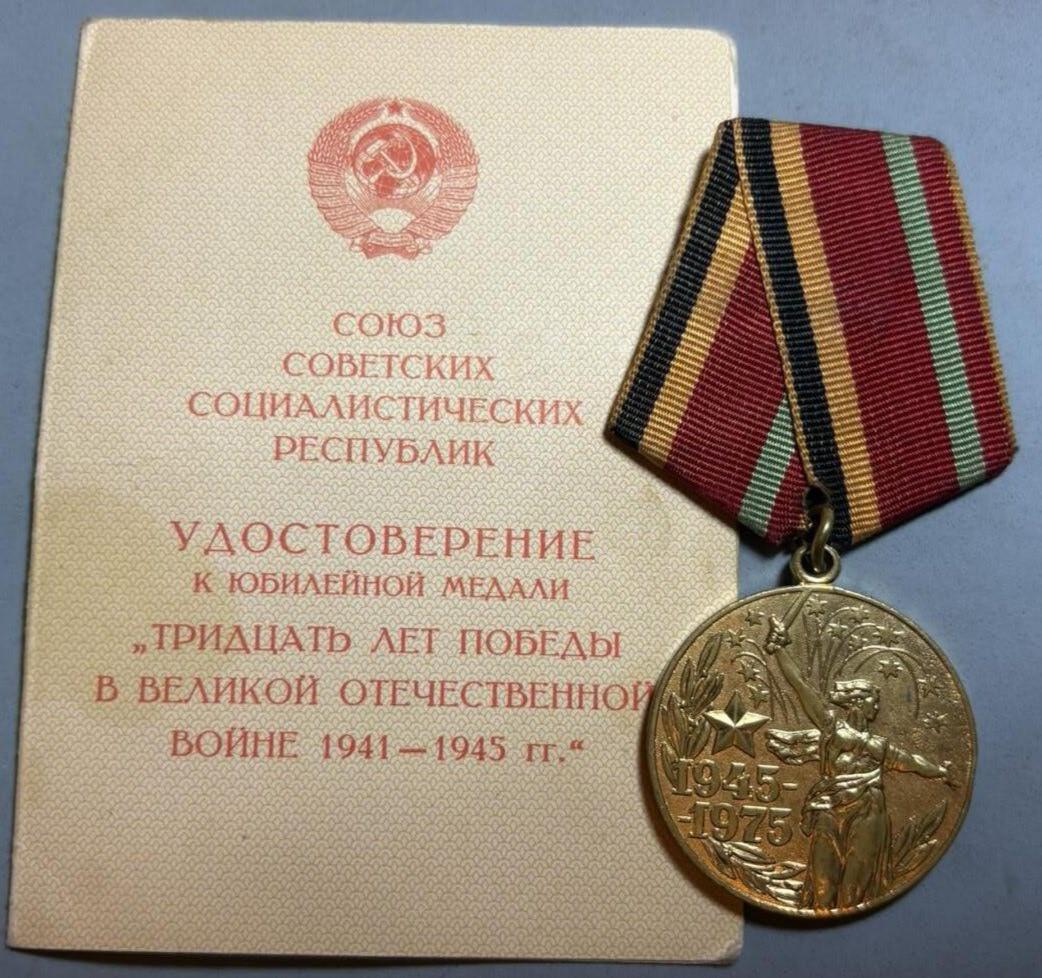 СОЮЗ
СОВЕТСКИХ
СОЦИАЛИСТИЧЕСКИХ
РЕСПУБЛИК
УДОСТОВЕРЕНИЕ
К ЮБИЛЕЙНОЙ МЕДАЛИ
„ТРИДЦАТЬ ЛЕТ ПОБЕДЫ
В ВЕЛИКОЙ ОТЕЧЕСТВЕННОЙ
ВОЙНЕ 1941—1945 гг.“
1945-
-1975